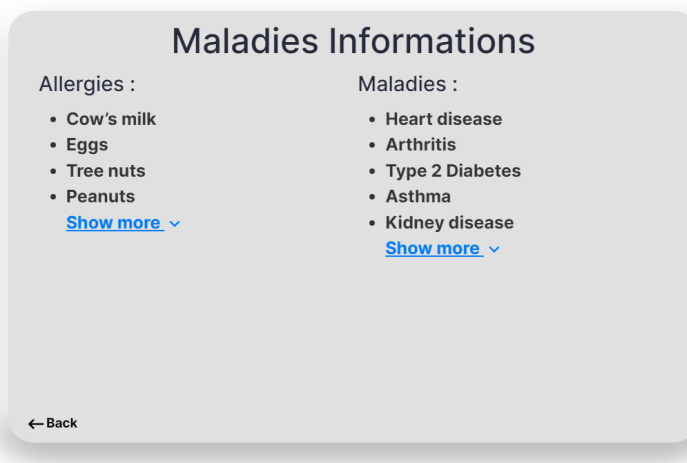 Maladies Informations
Allergies :
• Cow’s milk
• Eggs
• Tree nuts
• Peanuts
Show more
Maladies :
• Heart disease
• Arthritis
• Type 2 Diabetes
• Asthma
• Kidney disease
Show more
Back